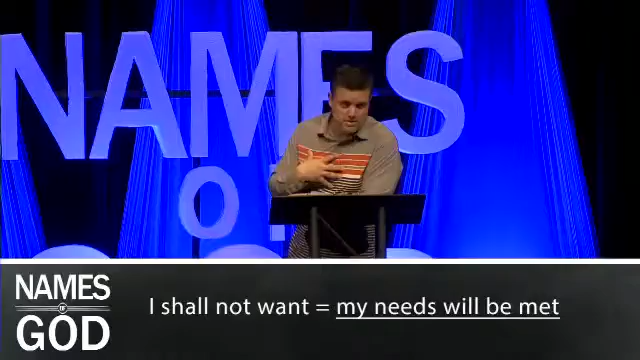 NAMES
O
NAMES
OF
GOD
I shall not want = my needs will be met